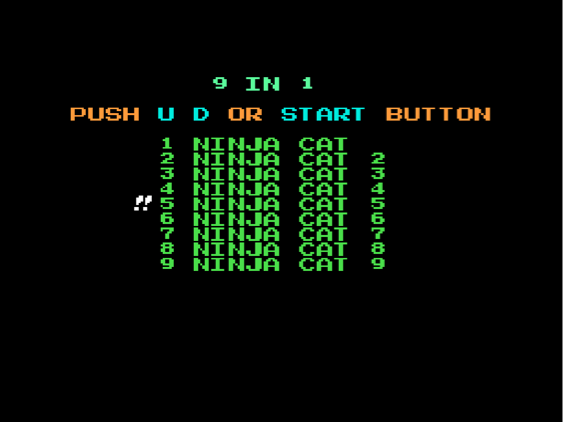 9 IN 1
PUSH U D OR START BUTTON
1 NINJA CAT
2 NINJA CAT 2
3 NINJA CAT 3
4 NINJA CAT 4
!! 5 NINJA CAT 5
6 NINJA CAT 6
7 NINJA CAT 7
8 NINJA CAT 8
9 NINJA CAT 9